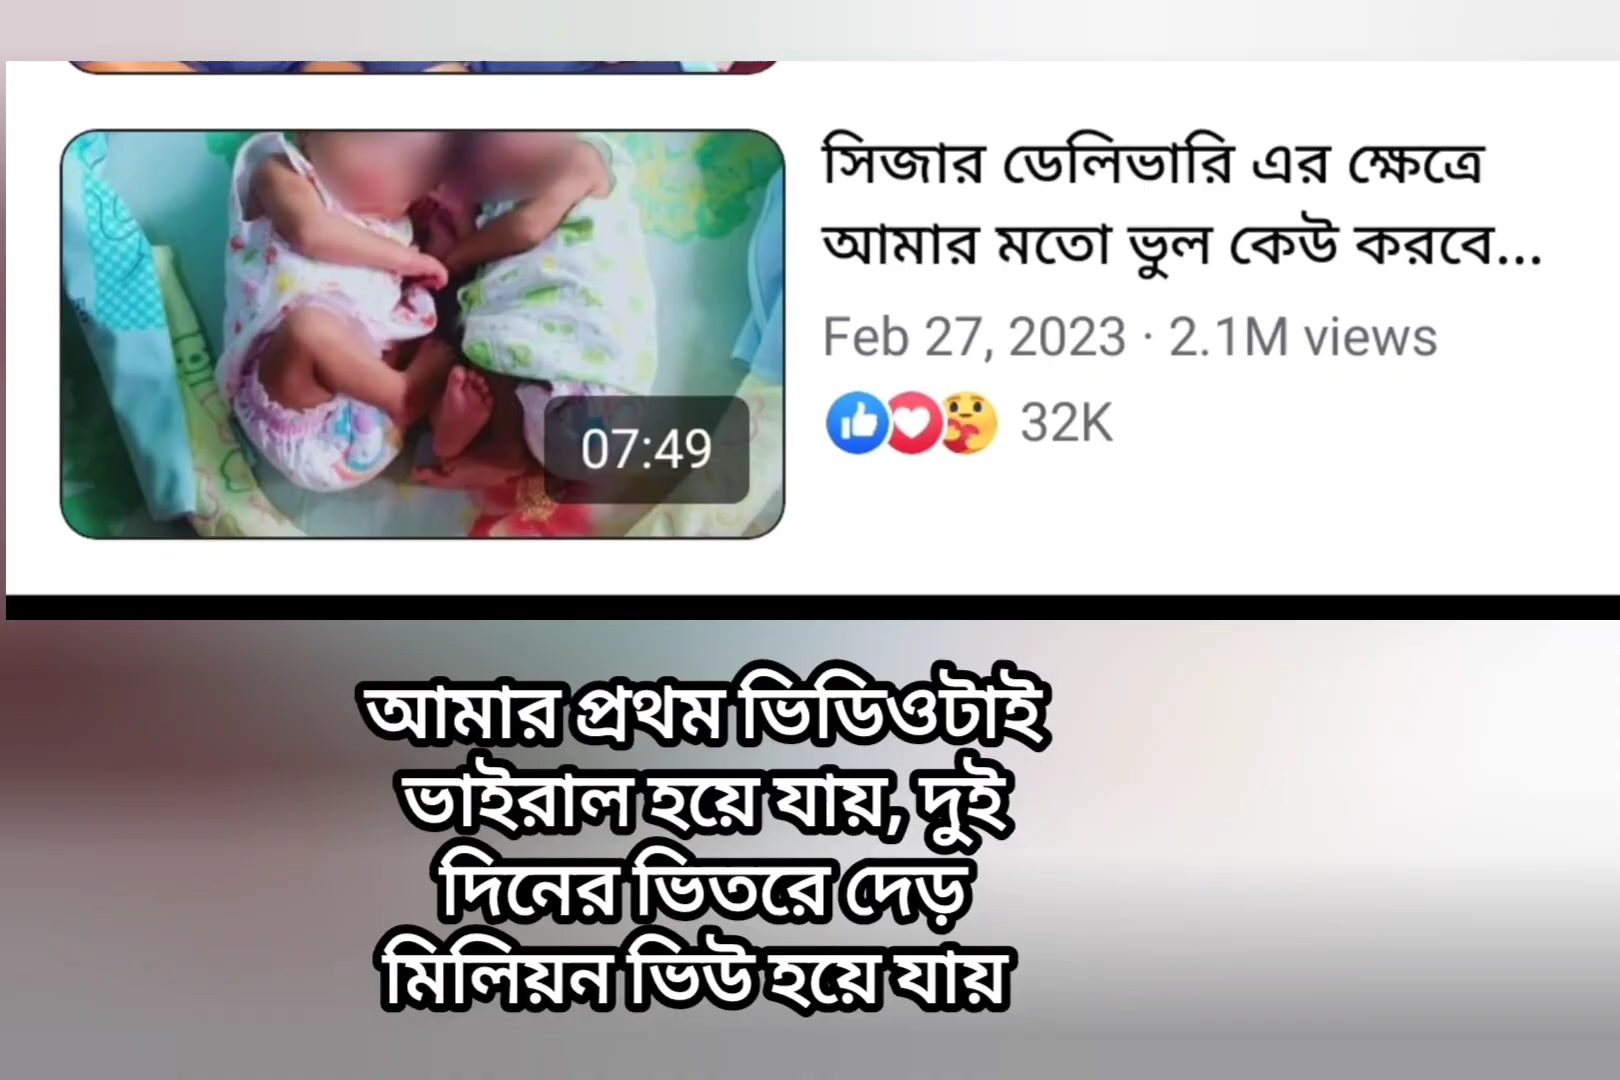 সিজার ডেলিভারি এর ক্ষেত্রে
আমার মতো ভুল কেউ করবে...
Feb 27, 2023 · 2.1M views
32K
07:49
আমার প্রথম ভিডিওটাই
ভাইরাল হয়ে যায়, দুই
দিনের ভিতরে দেড়
মিলিয়ন ভিউ হয়ে যায়